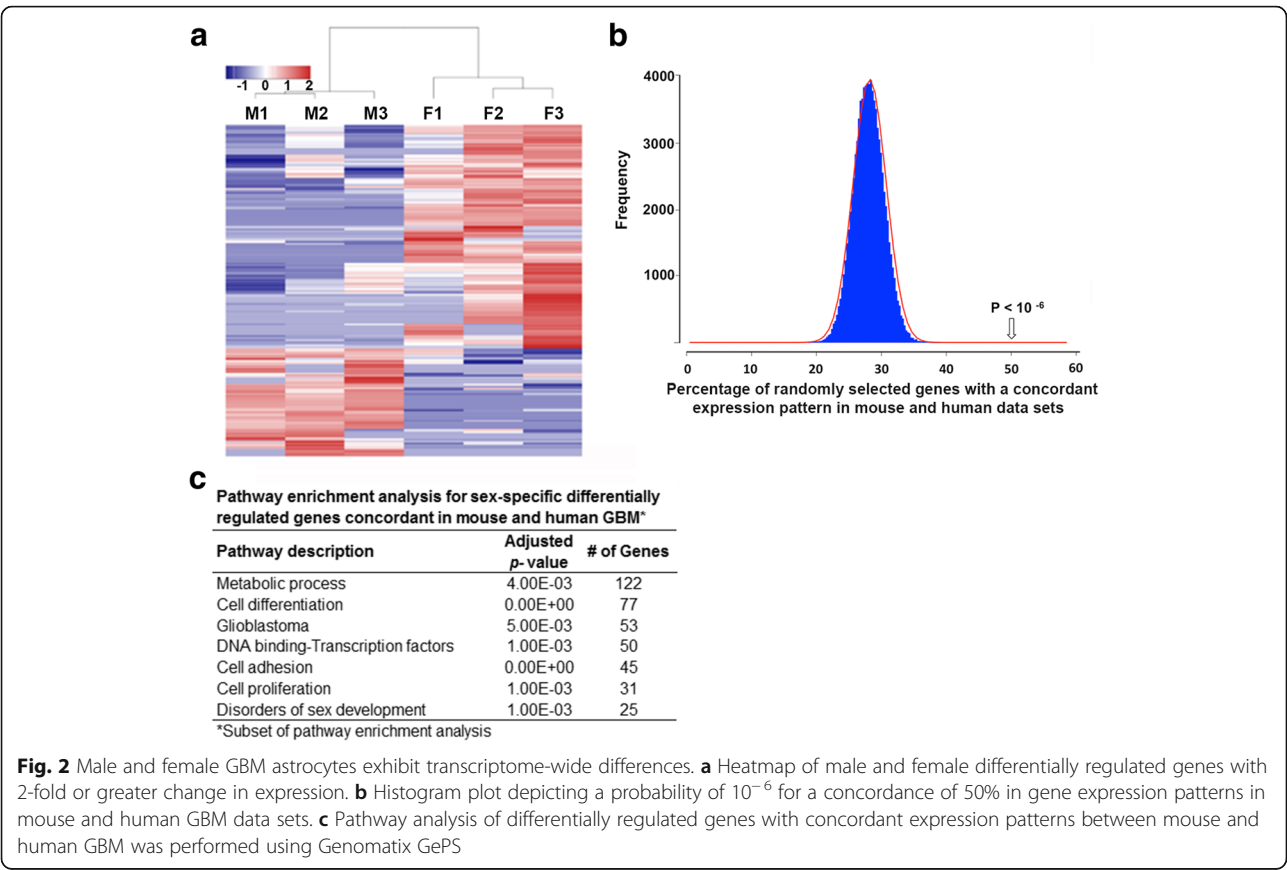 a
-1 0 1 2
M1 M2 M3 F1 F2 F3
b
4000
3000
2000
1000
Frequency
P < 10 -6
0 10 20 30 40 50 60
Percentage of randomly selected genes with a concordant
expression pattern in mouse and human data sets
c
Pathway enrichment analysis for sex-specific differentially
regulated genes concordant in mouse and human GBM*
Pathway description Adjusted p-value # of Genes
Metabolic process 4.00E-03 122
Cell differentiation 0.00E+00 77
Glioblastoma 5.00E-03 53
DNA binding-Transcription factors 1.00E-03 50
Cell adhesion 0.00E+00 45
Cell proliferation 1.00E-03 31
Disorders of sex development 1.00E-03 25
*Subset of pathway enrichment analysis
Fig. 2 Male and female GBM astrocytes exhibit transcriptome-wide differences. a Heatmap of male and female differentially regulated genes with
2-fold or greater change in expression. b Histogram plot depicting a probability of 10⁻⁶ for a concordance of 50% in gene expression patterns in
mouse and human GBM data sets. c Pathway analysis of differentially regulated genes with concordant expression patterns between mouse and
human GBM was performed using Genomatix GePS